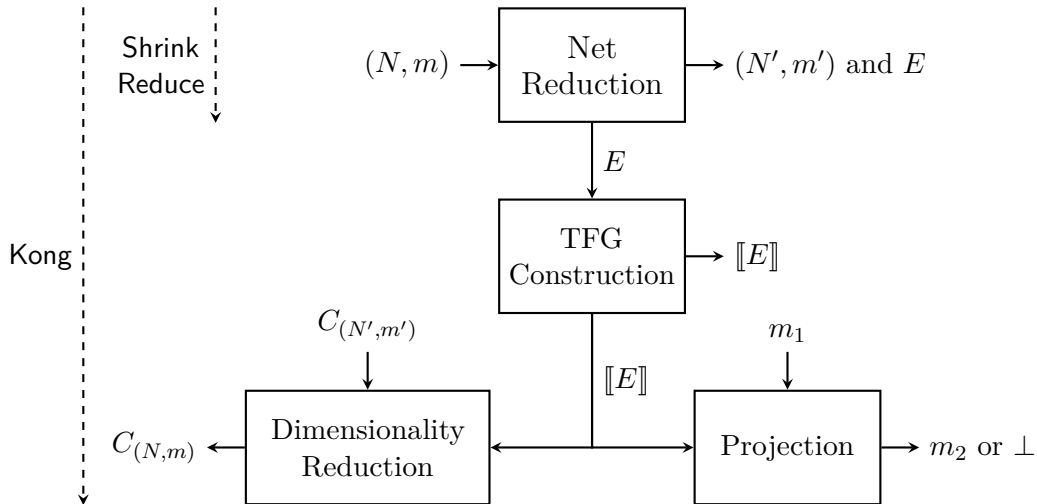 Shrink
Reduce
(N, m)
Net
Reduction
(N′, m′) and E
E
Kong
TFG
Construction
⟦E⟧
C(N′,m′)
⟦E⟧
m₁
C(N,m)
Dimensionality
Reduction
Projection
m₂ or ⊥